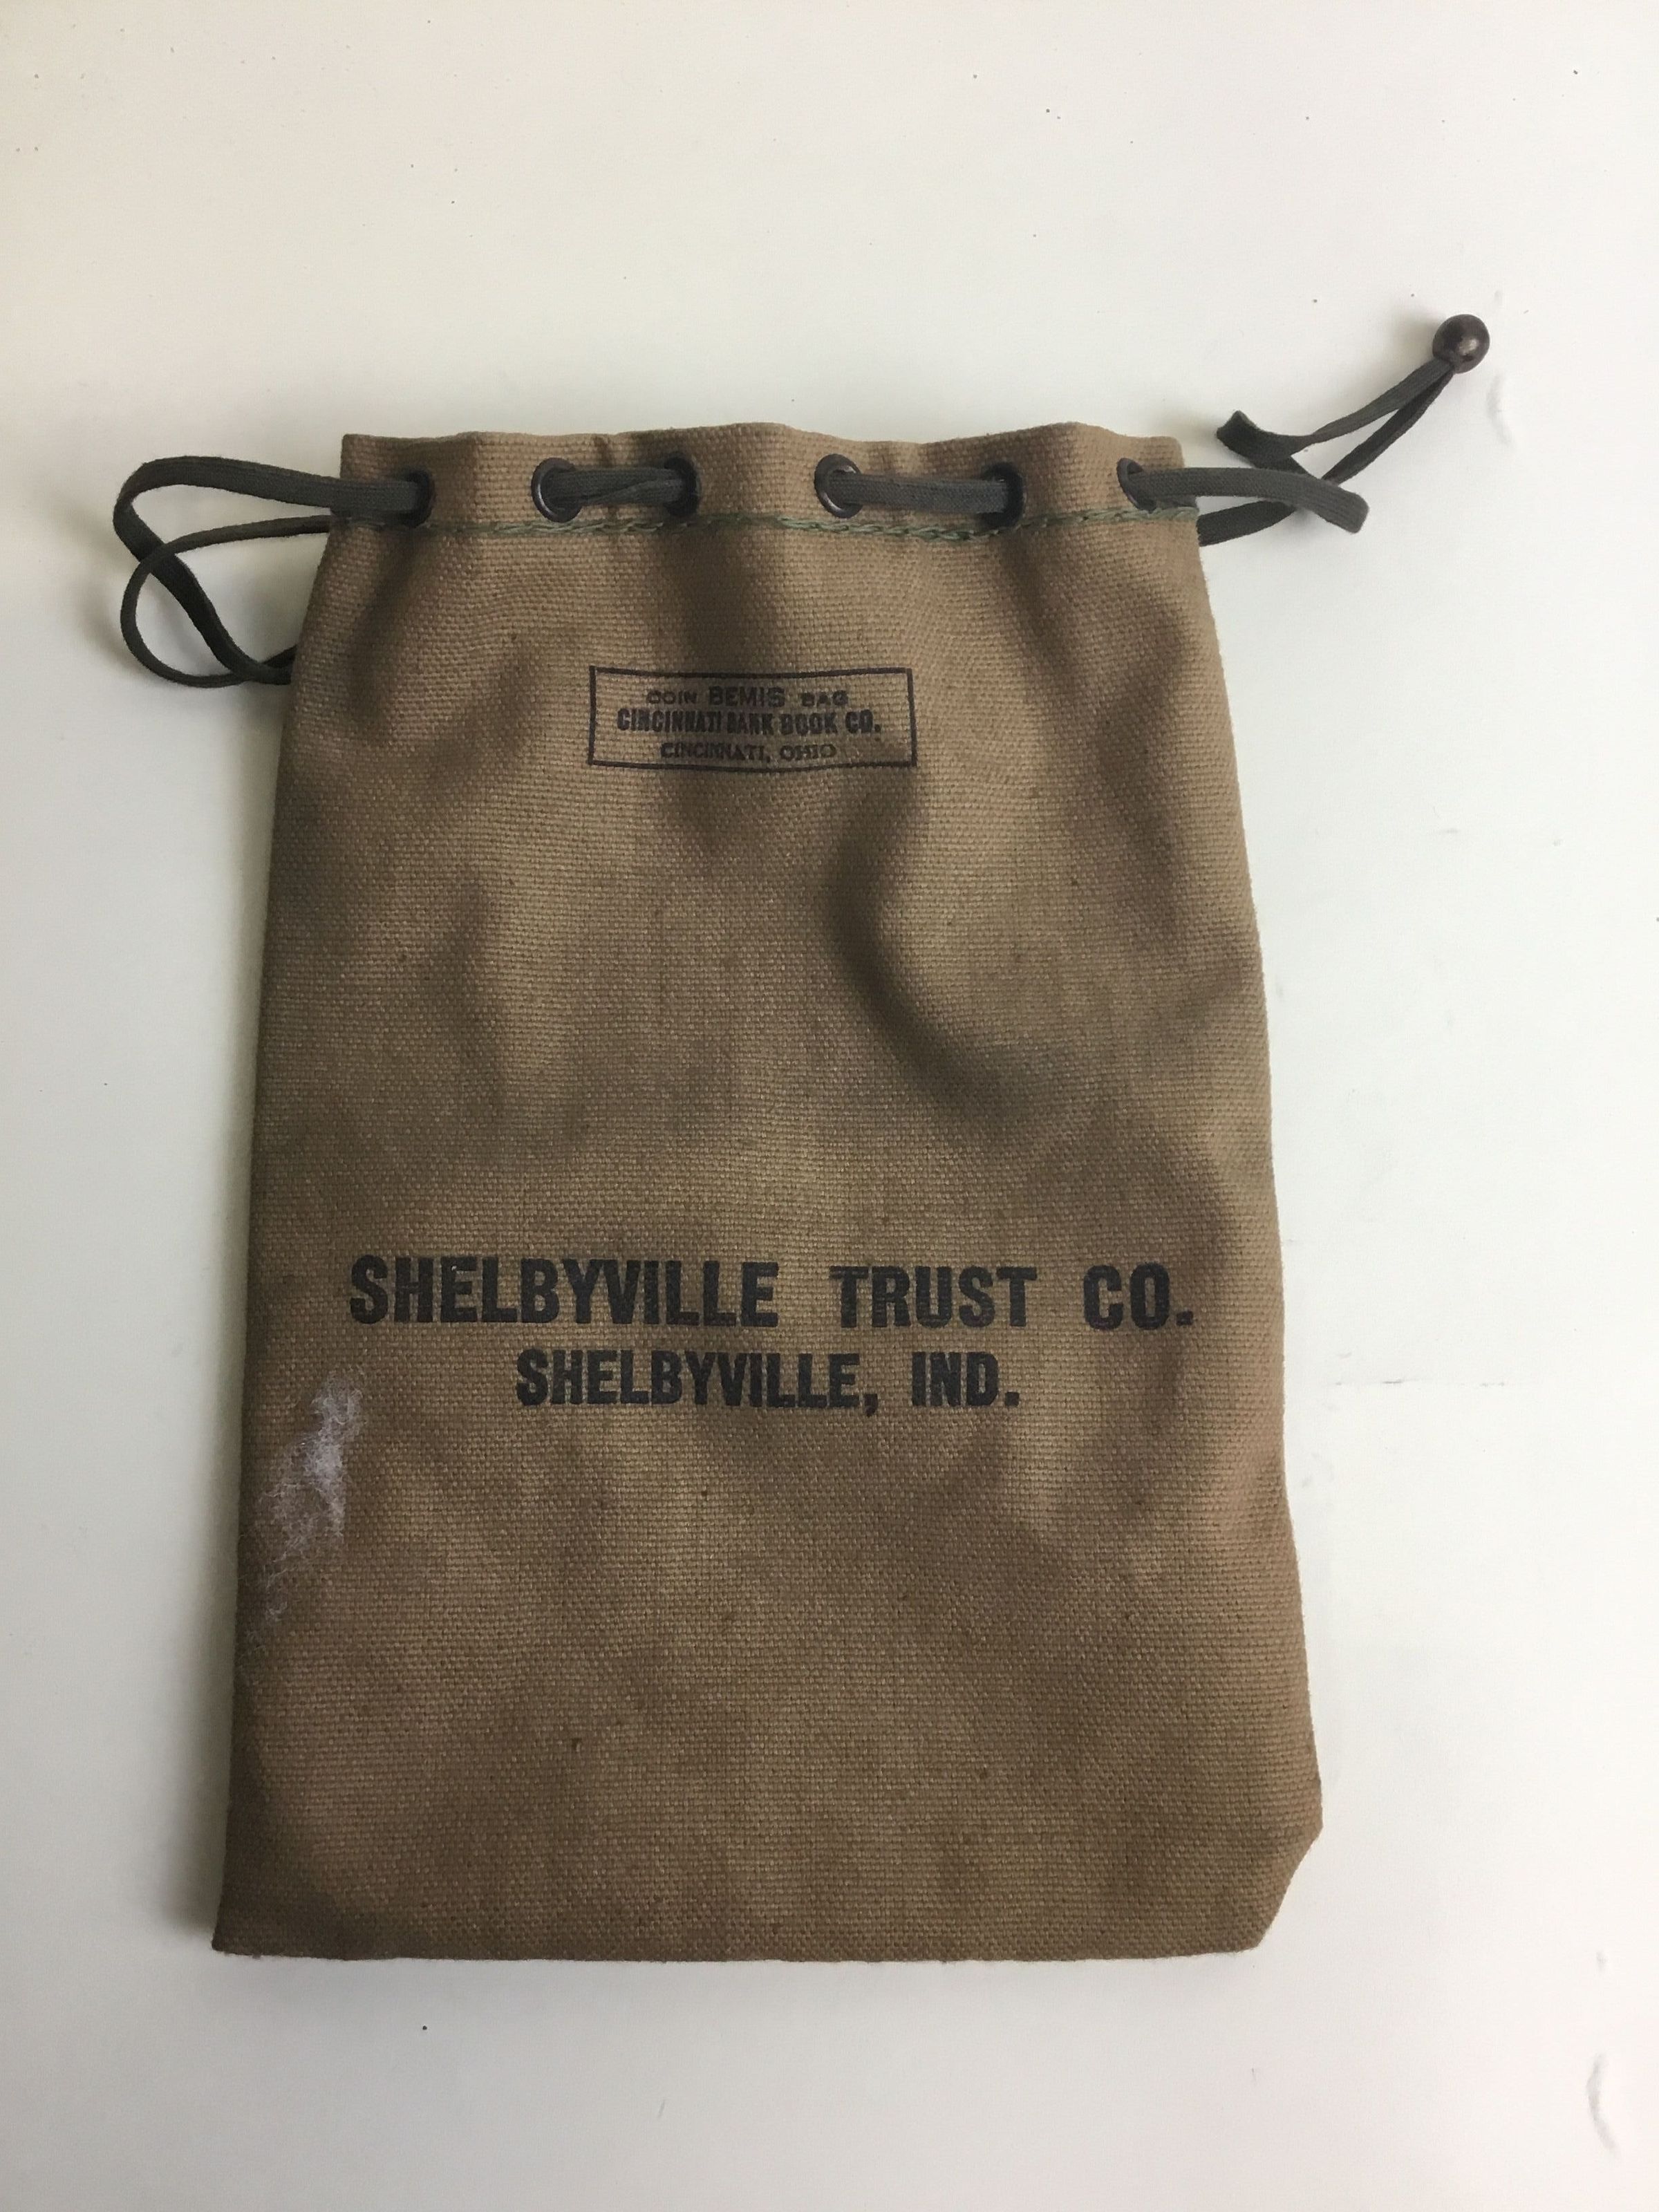 COIN BEMIS BAG
CINCINNATI BANK BOOK CO.
CINCINNATI, OHIO
SHELBYVILLE TRUST CO.
SHELBYVILLE, IND.